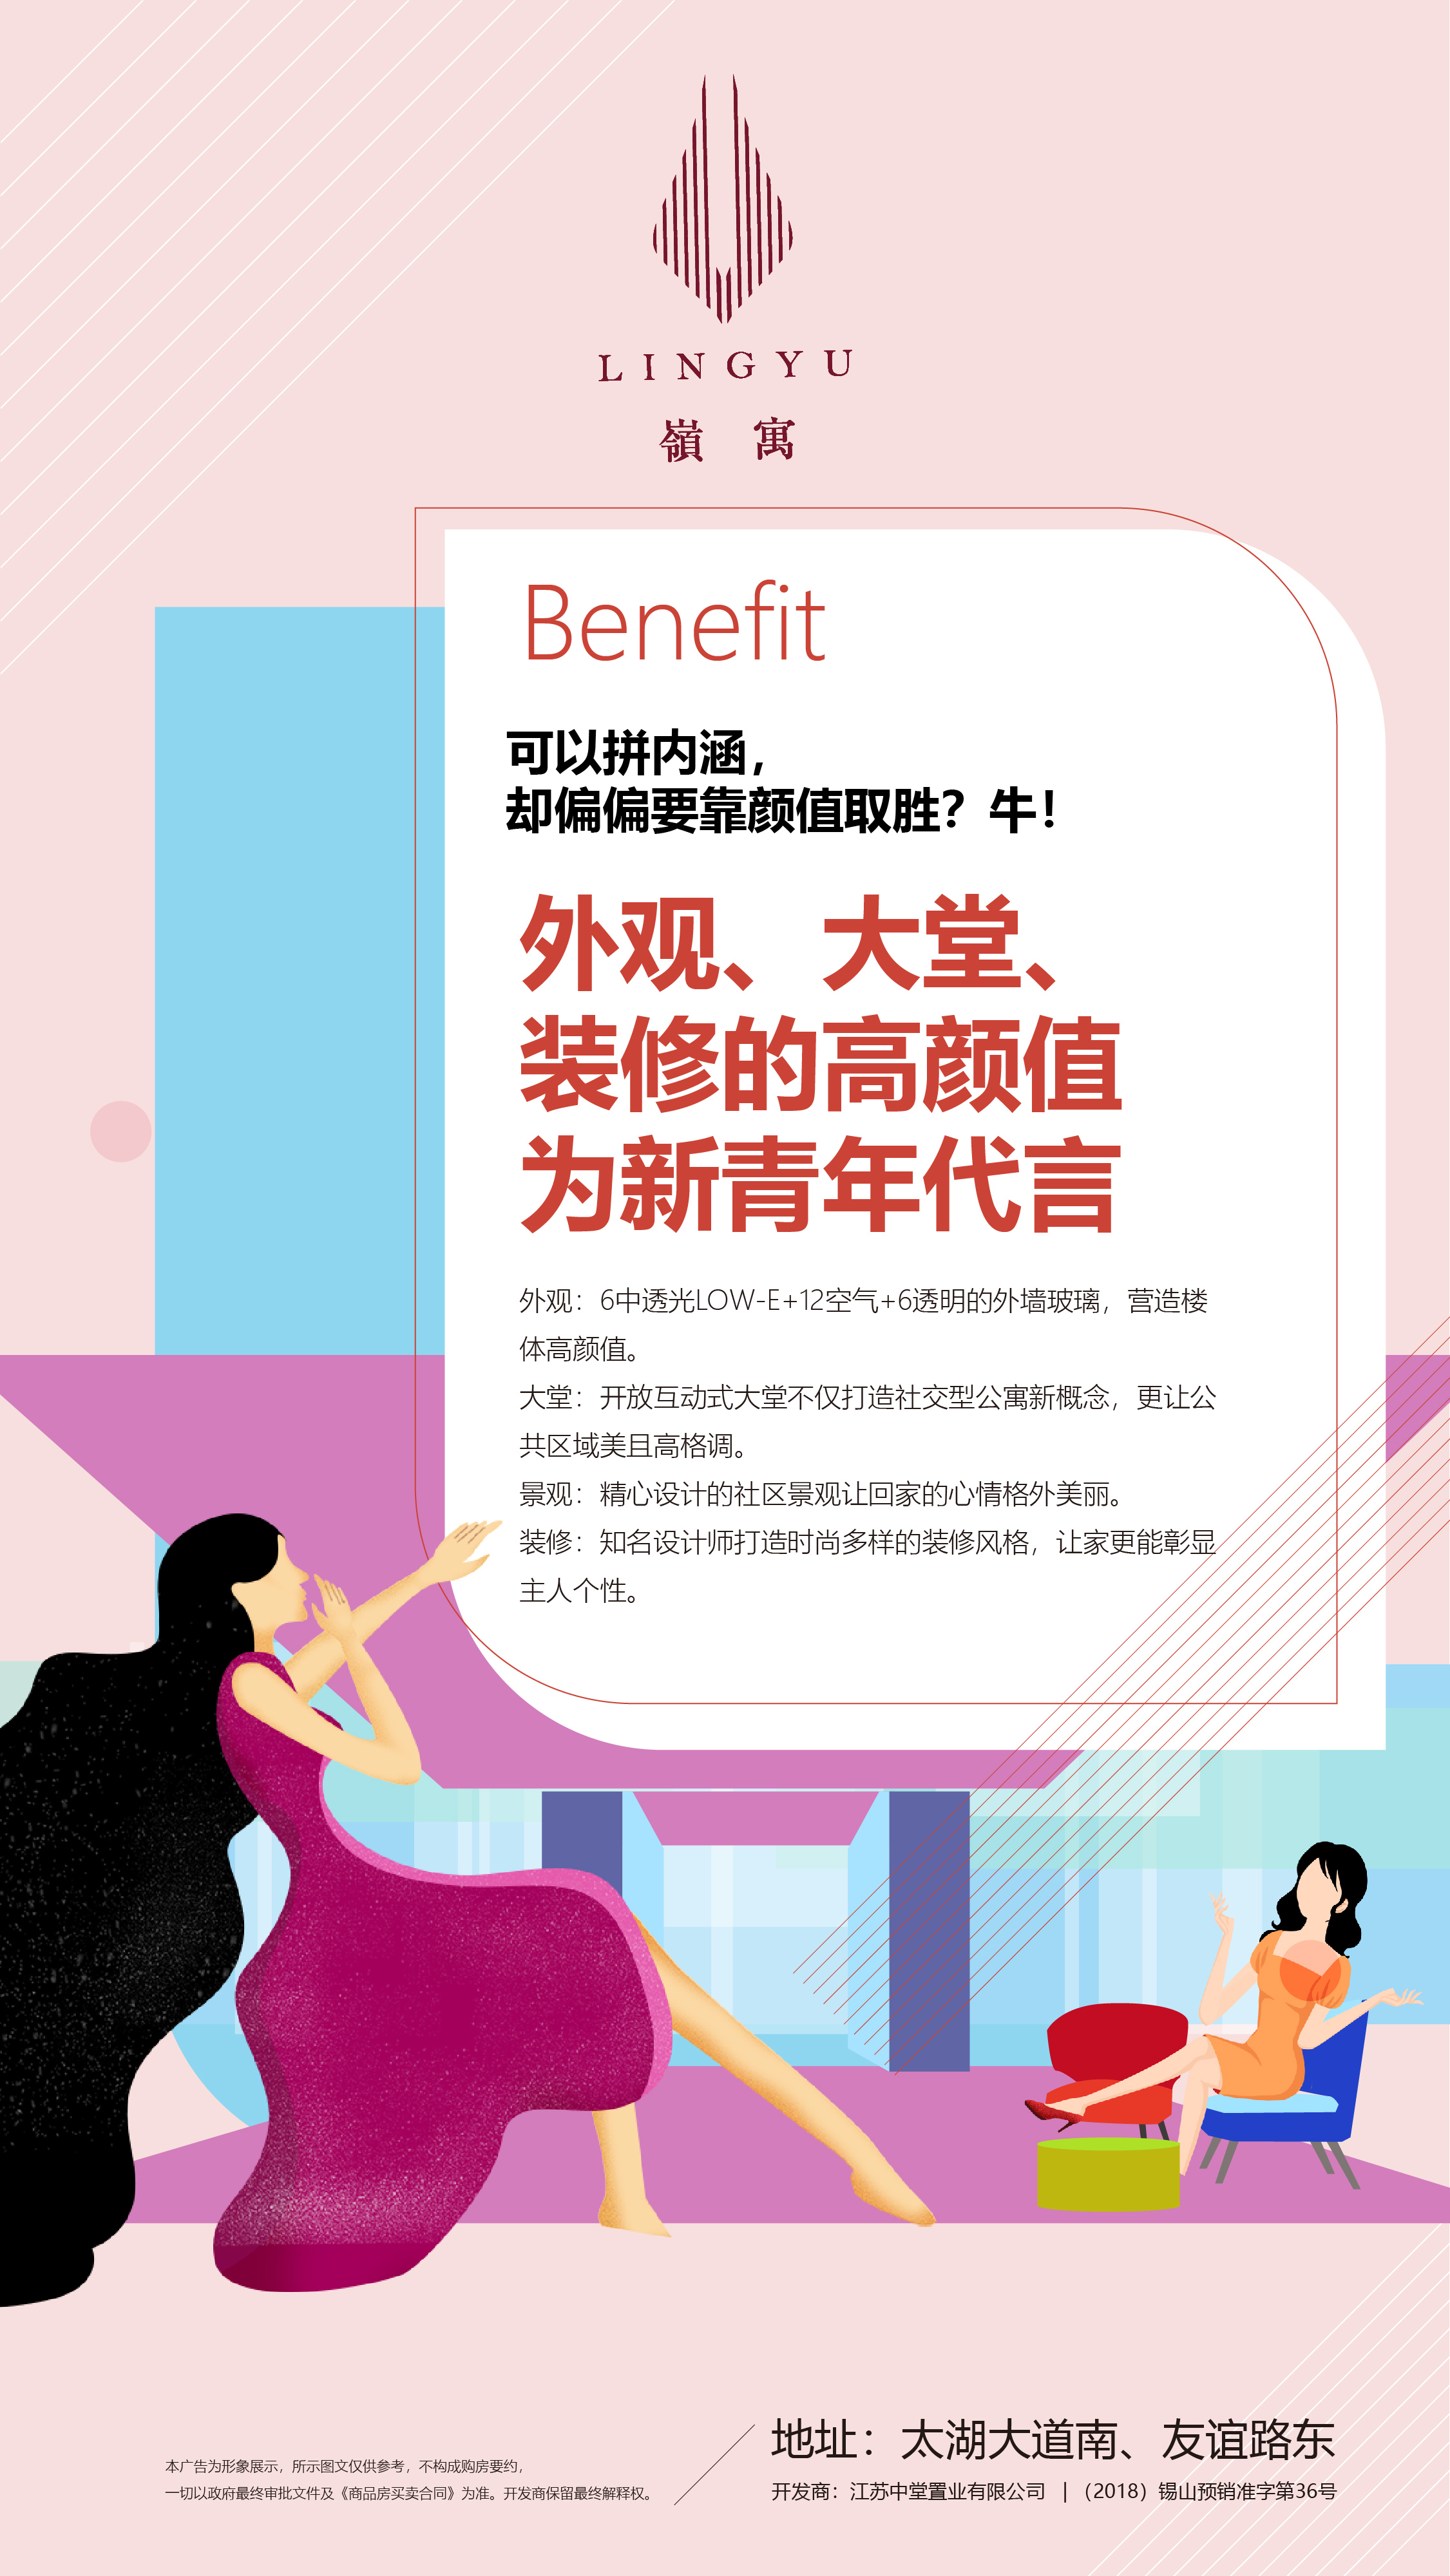 LINGYU
嶺寓
Benefit
可以拼内涵，
却偏偏要靠颜值取胜？牛！
外观、大堂、
装修的高颜值
为新青年代言
外观：6中透光LOW-E+12空气+6透明的外墙玻璃，营造楼
体高颜值。
大堂：开放互动式大堂不仅打造社交型公寓新概念，更让公
共区域美且高格调。
景观：精心设计的社区景观让回家的心情格外美丽。
装修：知名设计师打造时尚多样的装修风格，让家更能彰显
主人个性。
本广告为形象展示，所示图文仅供参考，不构成购房要约，
一切以政府最终审批文件及《商品房买卖合同》为准。开发商保留最终解释权。
地址：太湖大道南、友谊路东
开发商：江苏中堂置业有限公司 |（2018）锡山预销准字第36号